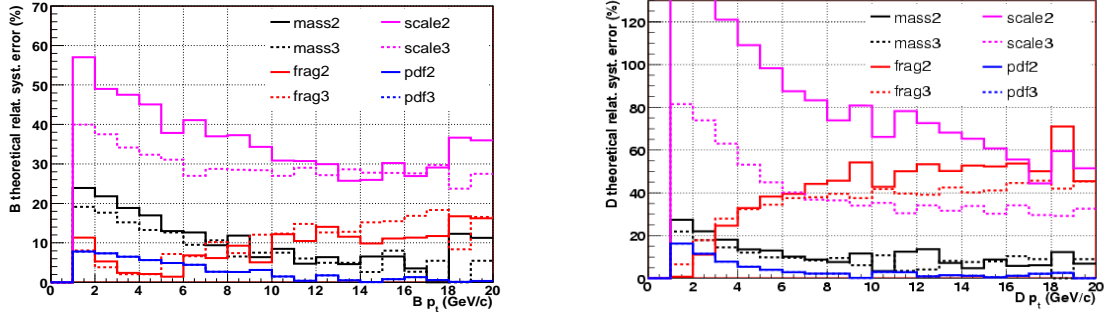 B theoretical relat. syst. error (%)
70
60
50
40
30
20
10
0
mass2
mass3
frag2
frag3
scale2
scale3
pdf2
pdf3
0 2 4 6 8 10 12 14 16 18 20
B pt (GeV/c)
D theoretical relat. syst. error (%)
120
100
80
60
40
20
0
mass2
mass3
frag2
frag3
scale2
scale3
pdf2
pdf3
0 2 4 6 8 10 12 14 16 18 20
D pt (GeV/c)